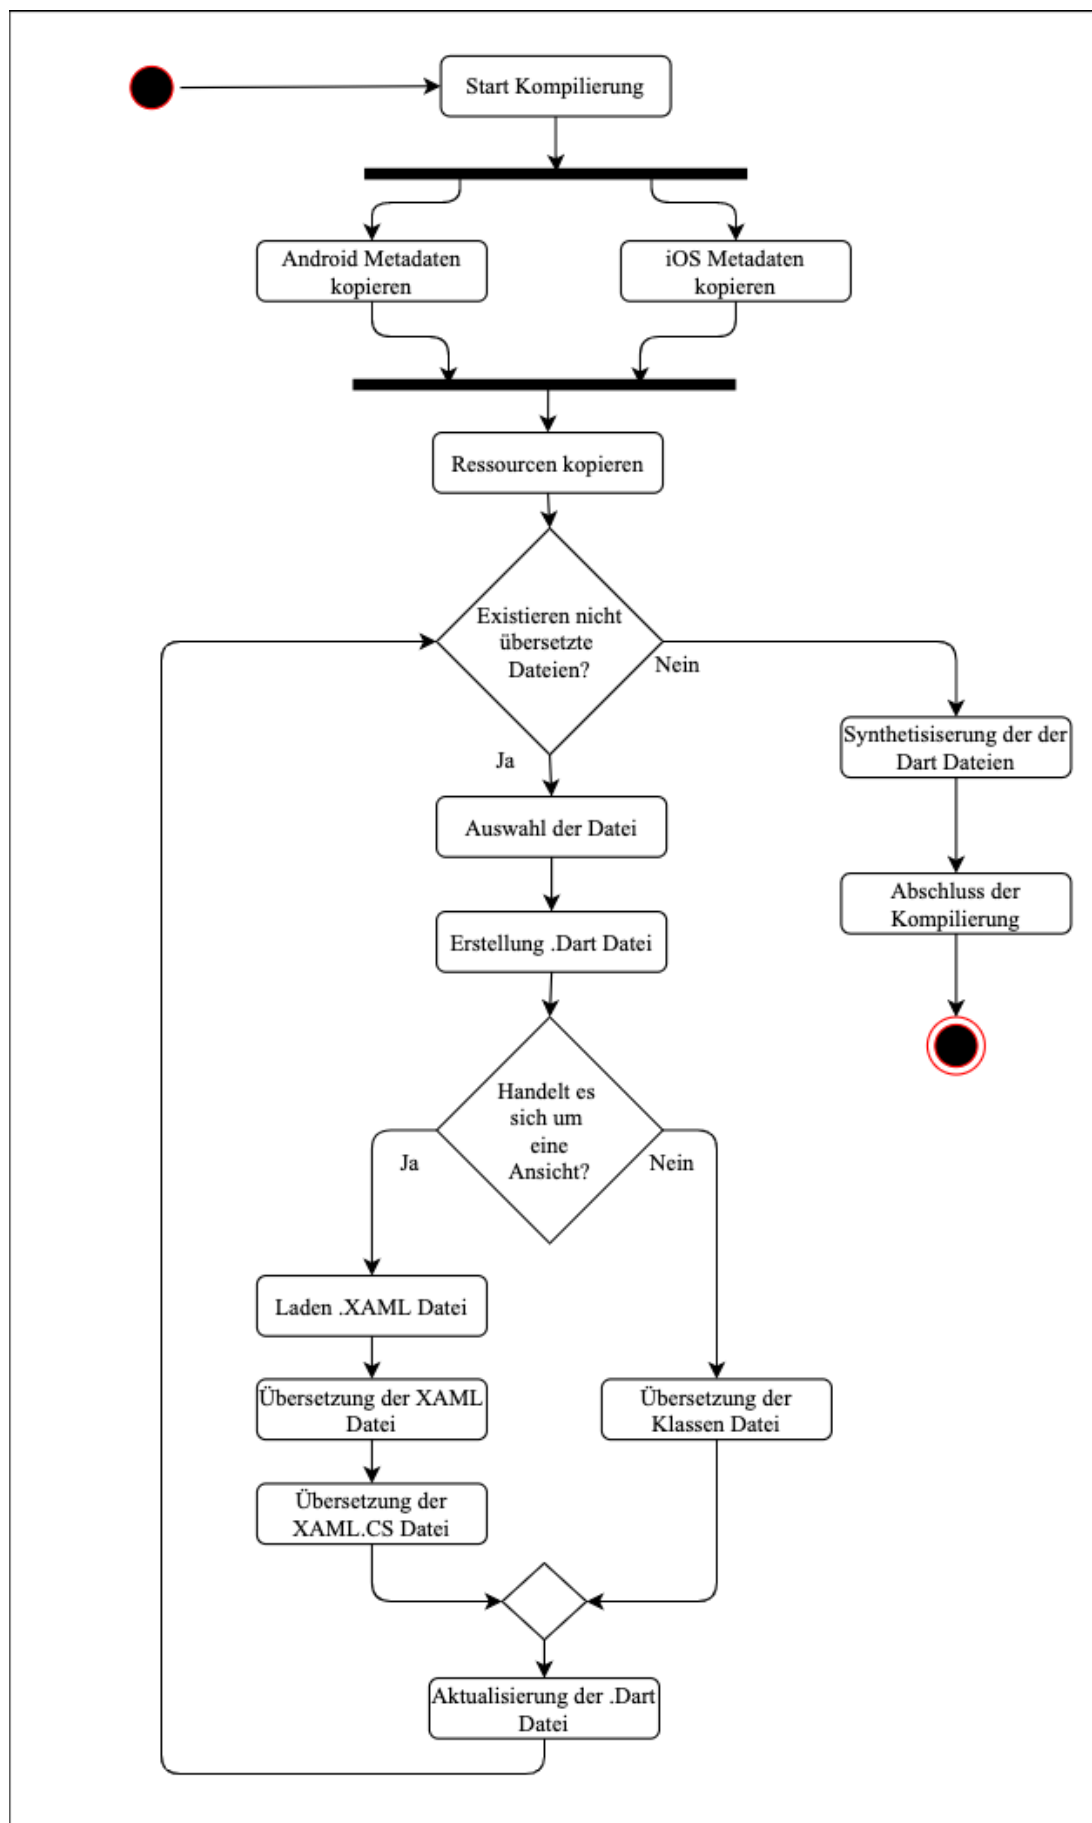 Start Kompilierung
Android Metadaten
kopieren
iOS Metadaten
kopieren
Ressourcen kopieren
Existieren nicht
übersetzte
Dateien?
Nein
Ja
Synthetisiserung der der
Dart Dateien
Auswahl der Datei
Abschluss der
Kompilierung
Erstellung .Dart Datei
Handelt es
sich um
eine
Ansicht?
Ja
Nein
Laden .XAML Datei
Übersetzung der XAML
Datei
Übersetzung der
Klassen Datei
Übersetzung der
XAML.CS Datei
Aktualisierung der .Dart
Datei